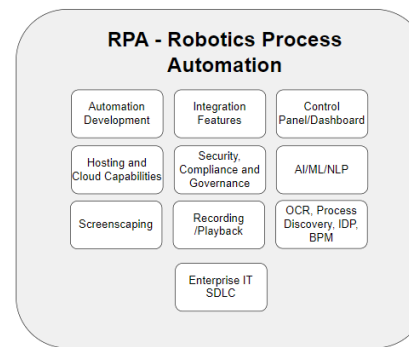 RPA - Robotics Process
Automation
Automation
Development
Integration
Features
Control
Panel/Dashboard
Hosting and
Cloud Capabilities
Security,
Compliance and
Governance
AI/ML/NLP
Screenscaping
Recording
/Playback
OCR, Process
Discovery, IDP,
BPM
Enterprise IT
SDLC